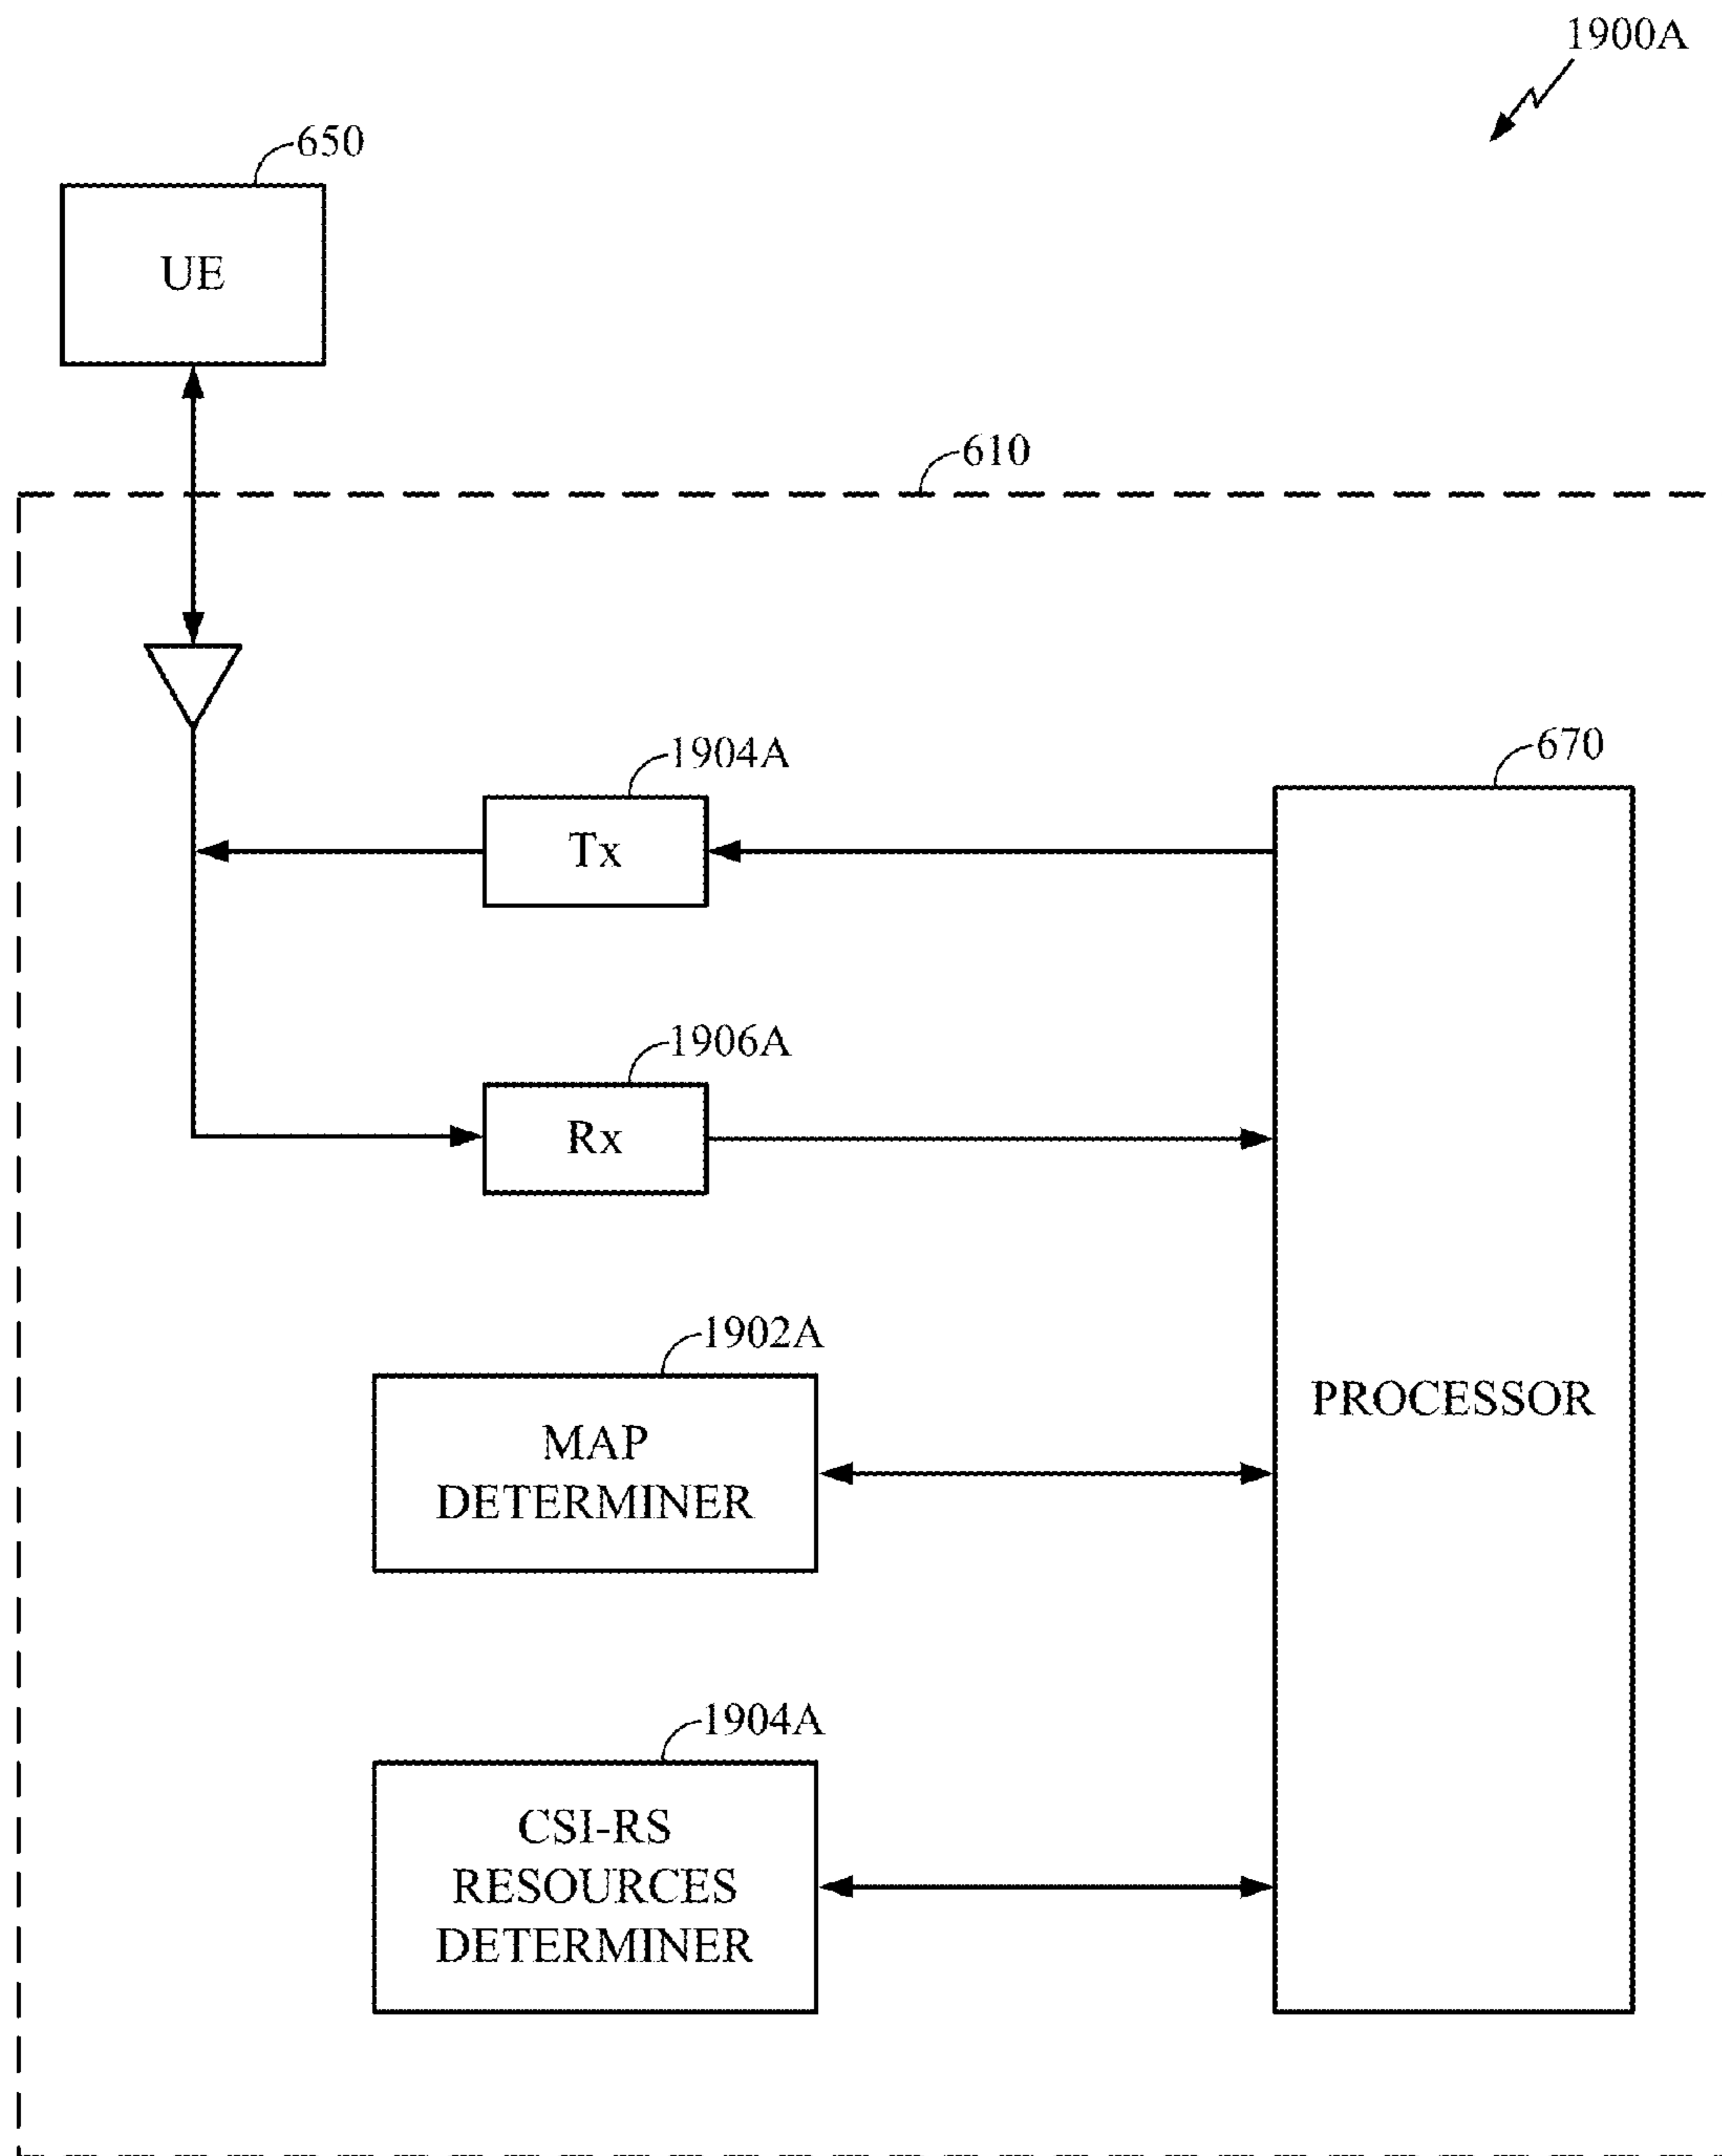 1900A
650
UE
610
1904A
Tx
670
1906A
Rx
1902A
MAP
DETERMINER
PROCESSOR
1904A
CSI-RS
RESOURCES
DETERMINER